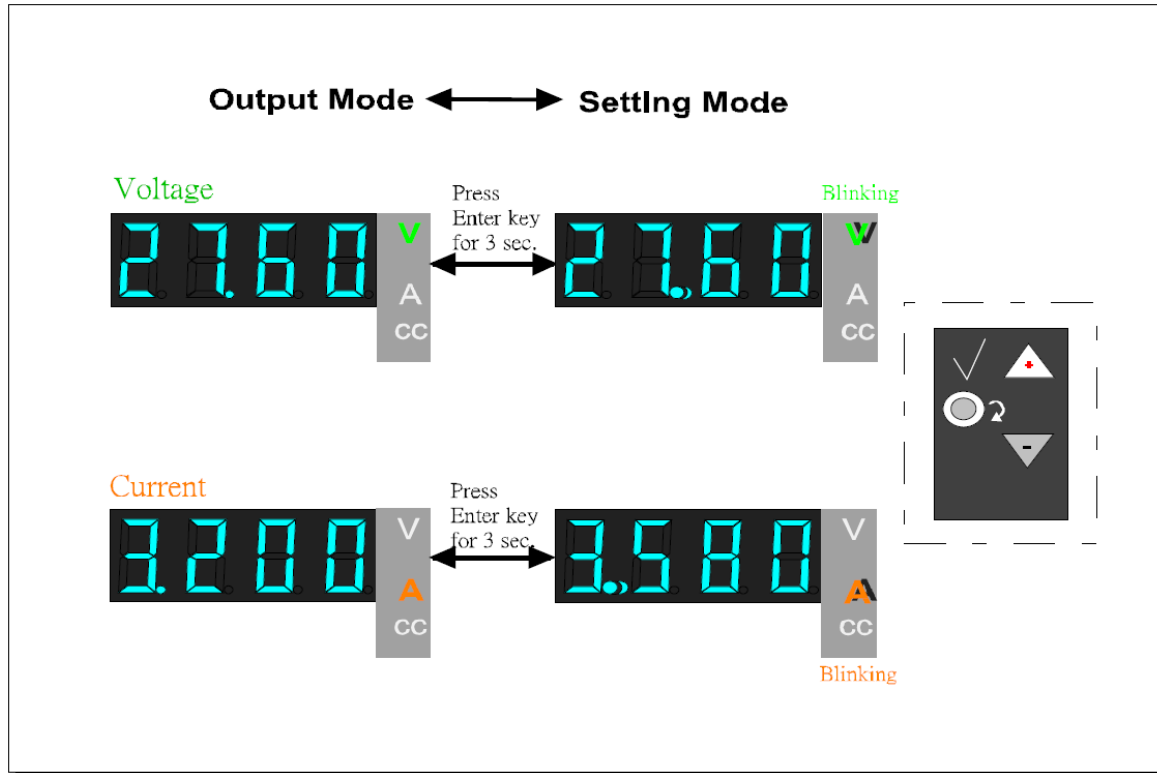 Output Mode
Setting Mode
Voltage
Press
Enter key
for 3 sec.
Blinking
27.60
V
A
CC
27.60
V
A
CC
+
-
Current
Press
Enter key
for 3 sec.
3.200
V
A
CC
3.580
V
A
CC
Blinking